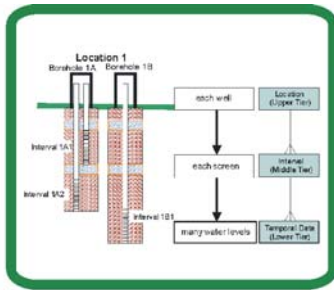 Location 1
Borehole 1A Borehole 1B
Interval 1A1
Interval 1A2
Interval 1B1
each well
each screen
many water levels
Location
(Upper Tier)
Interval
(Middle Tier)
Temporal Data
(Lower Tier)